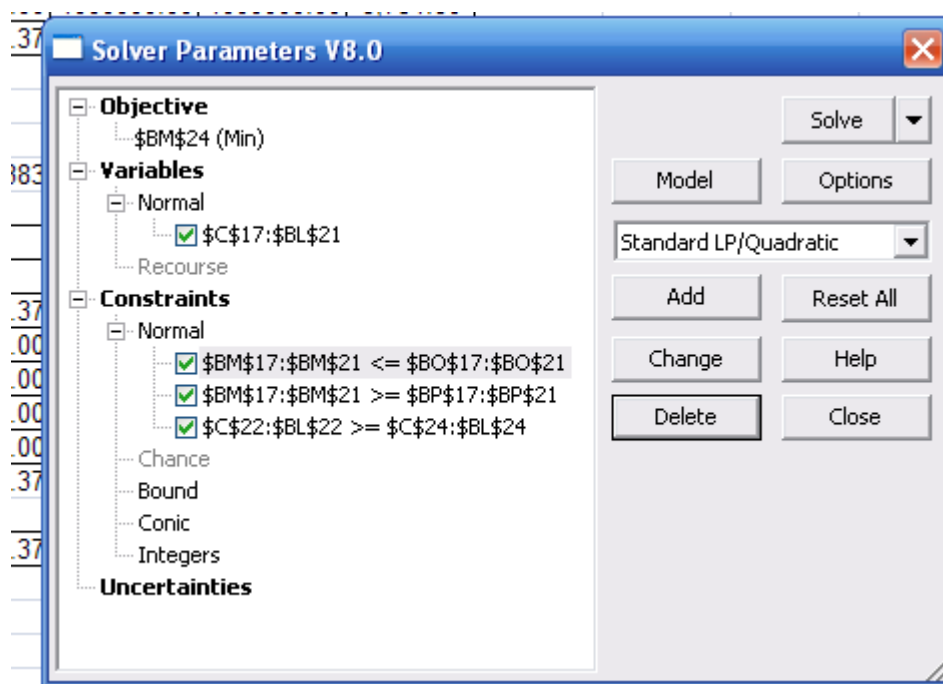 Solver Parameters V8.0
Objective
$BM$24 (Min)
Variables
Normal
$C$17:$BL$21
Recourse
Constraints
Normal
$BM$17:$BM$21 <= $BO$17:$BO$21
$BM$17:$BM$21 >= $BP$17:$BP$21
$C$22:$BL$22 >= $C$24:$BL$24
Chance
Bound
Conic
Integers
Uncertainties
Solve
Model Options
Standard LP/Quadratic
Add Reset All
Change Help
Delete Close